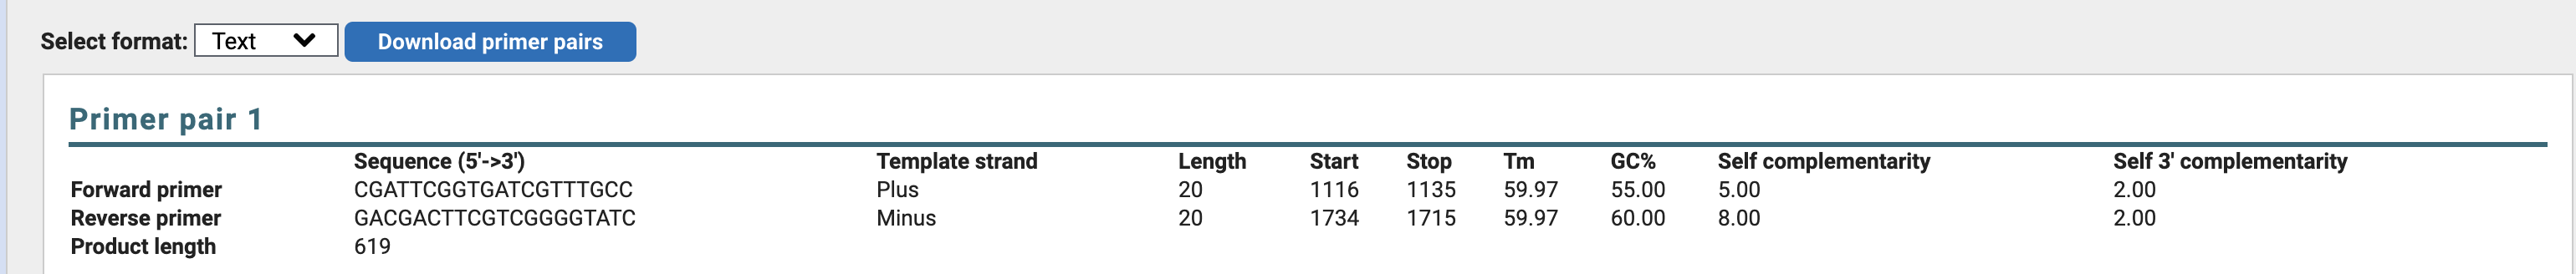 Select format: Text Download primer pairs
Primer pair 1
Sequence (5'->3') Template strand Length Start Stop Tm GC% Self complementarity Self 3' complementarity
Forward primer CGATTCGGTGATCGTTTGCC Plus 20 1116 1135 59.97 55.00 5.00 2.00
Reverse primer GACGACTTCGTCGGGGTATC Minus 20 1734 1715 59.97 60.00 8.00 2.00
Product length 619